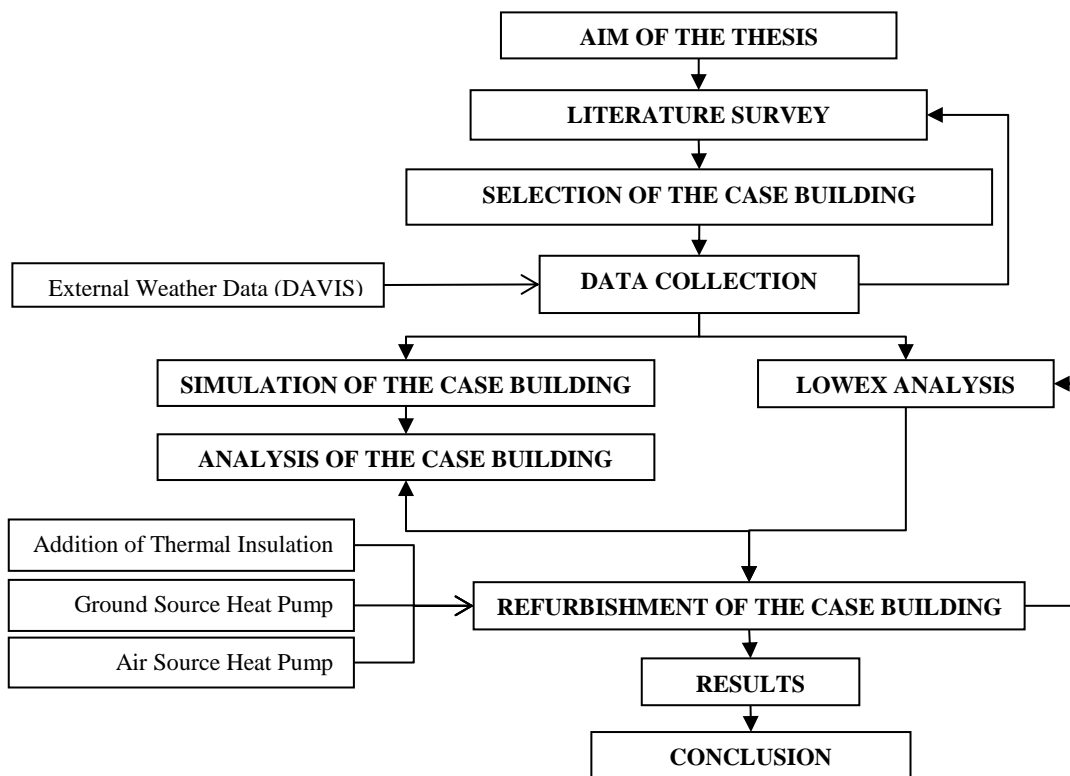 AIM OF THE THESIS
LITERATURE SURVEY
SELECTION OF THE CASE BUILDING
External Weather Data (DAVIS)
DATA COLLECTION
SIMULATION OF THE CASE BUILDING
LOWEX ANALYSIS
ANALYSIS OF THE CASE BUILDING
Addition of Thermal Insulation
Ground Source Heat Pump
REFURBISHMENT OF THE CASE BUILDING
Air Source Heat Pump
RESULTS
CONCLUSION